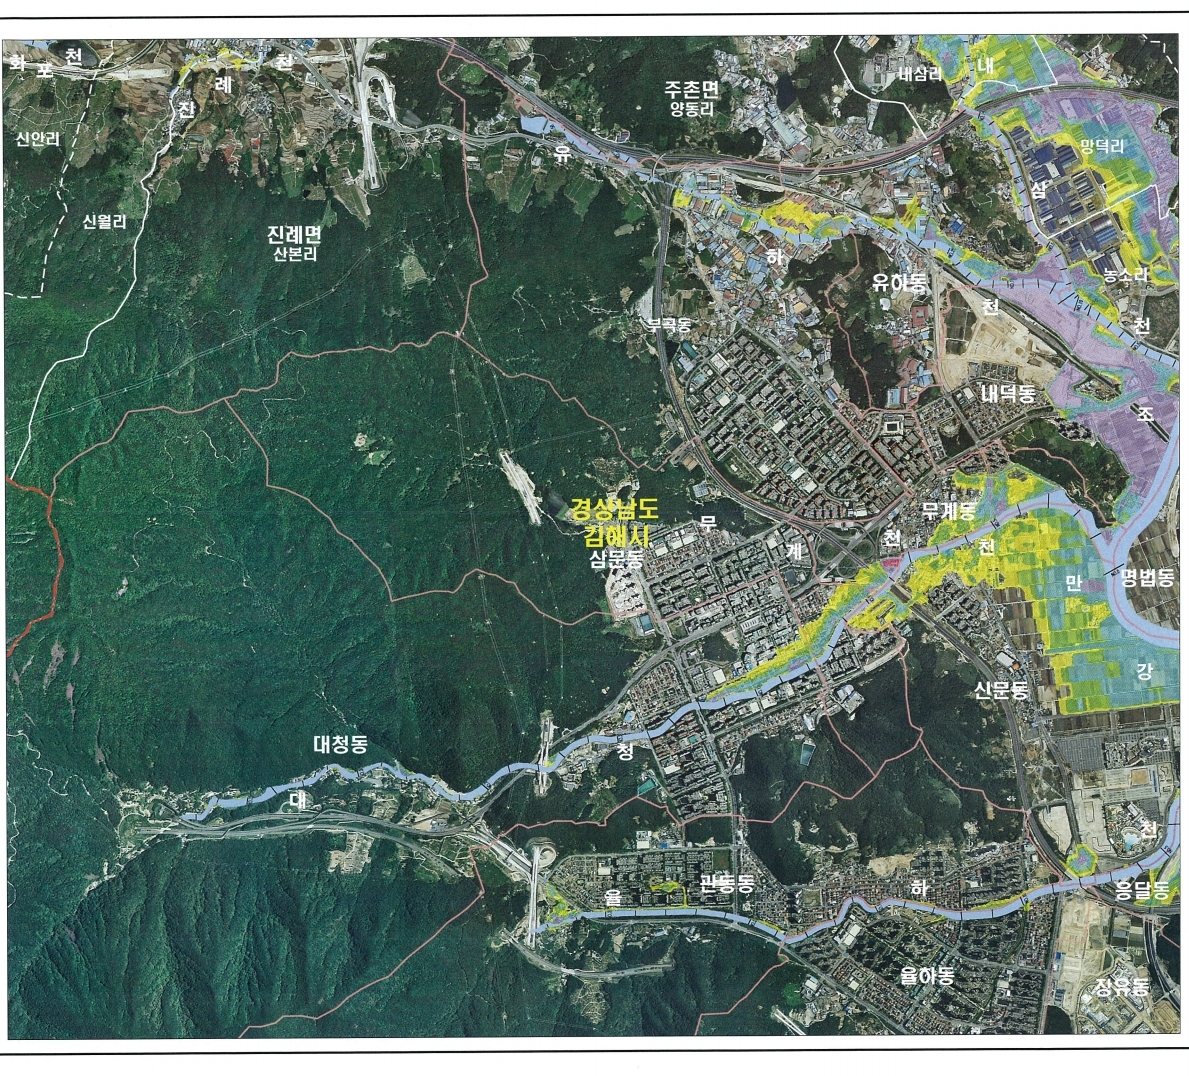 화포천
내삼리
내
진례천
주촌면
양동리
신안리
유
망덕리
삼
신월리
진례면
산본리
하
농소리
유하동
천
천
부곡동
내덕동
조
경상남도
김해시
삼문동
무
계
천
무계동
천
만
명법동
강
신문동
대청동
청
대
천
율
관동동
하
응달동
율하동
장유동